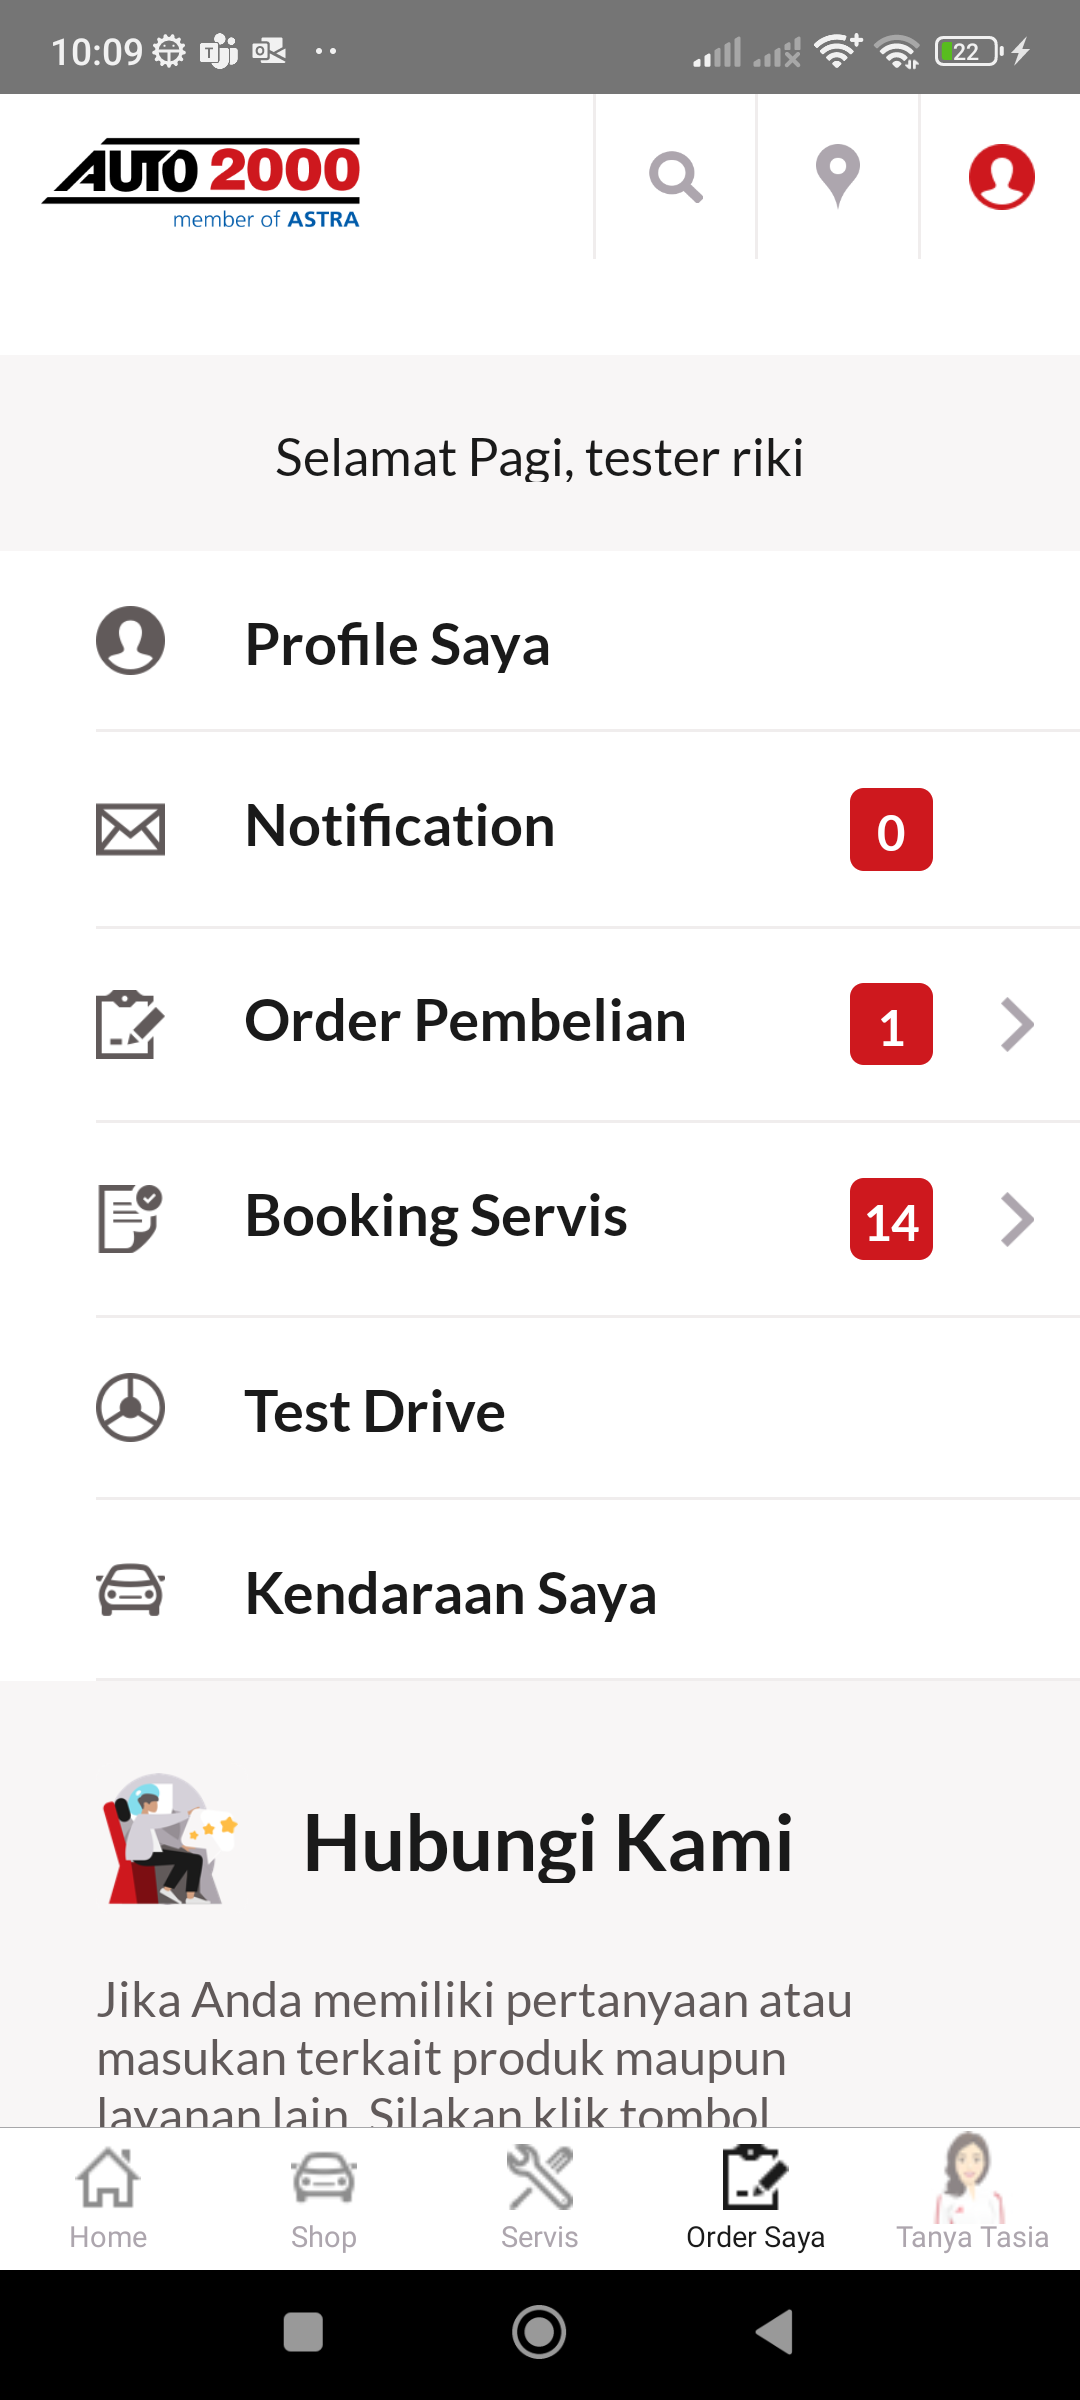 10:09
22
AUTO 2000
member of ASTRA
Selamat Pagi, tester riki
Profile Saya
Notification 0
Order Pembelian 1
Booking Servis 14
Test Drive
Kendaraan Saya
Hubungi Kami
Jika Anda memiliki pertanyaan atau
masukan terkait produk maupun
layanan lain. Silakan klik tombol
Home
Shop
Servis
Order Saya
Tanya Tasia